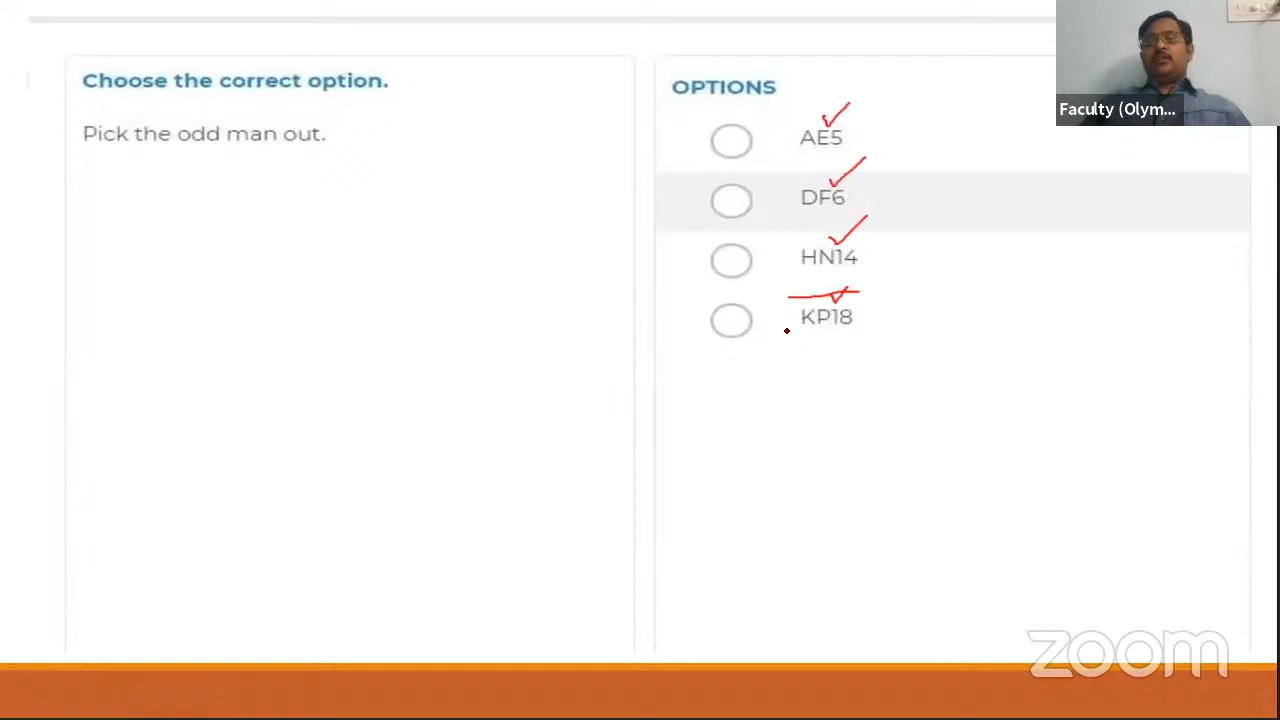 Choose the correct option.
Pick the odd man out.
OPTIONS
AE5
DF6
HN14
KP18
Faculty (Olym...
zoom